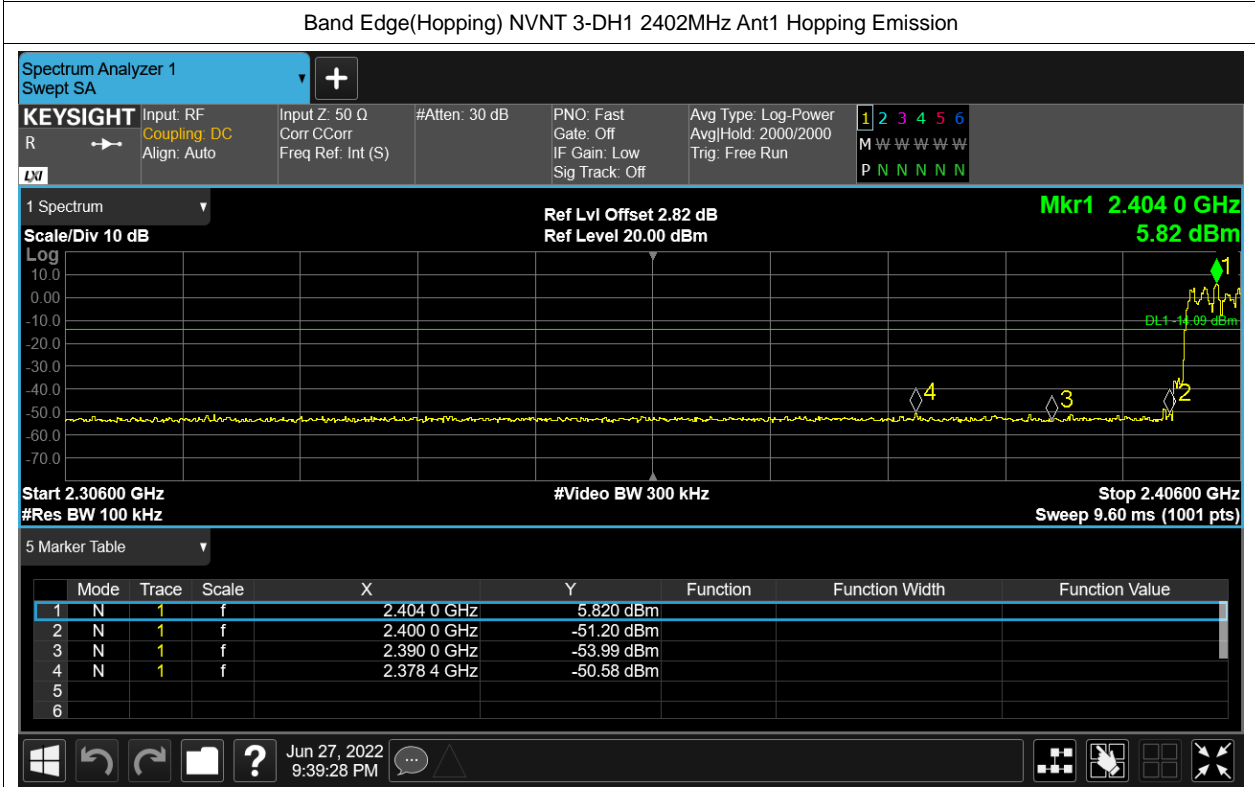 Band Edge(Hopping) NVNT 3-DH1 2402MHz Ant1 Hopping Emission
Spectrum Analyzer 1
Swept SA
KEYSIGHT
R
LXI
Input: RF
Coupling: DC
Align: Auto
Input Z: 50 Ω
Corr CCorr
Freq Ref: Int (S)
#Atten: 30 dB
PNO: Fast
Gate: Off
IF Gain: Low
Sig Track: Off
Avg Type: Log-Power
Avg|Hold: 2000/2000
Trig: Free Run
1 2 3 4 5 6
M W W W W W
P N N N N N
1 Spectrum
Scale/Div 10 dB
Ref Lvl Offset 2.82 dB
Ref Level 20.00 dBm
Mkr1 2.404 0 GHz
5.82 dBm
Log
10.0
0.00
-10.0
-20.0
-30.0
-40.0
-50.0
-60.0
-70.0
1
DL1 -14.09 dBm
4
3
2
Start 2.30600 GHz
#Video BW 300 kHz
Stop 2.40600 GHz
#Res BW 100 kHz
Sweep 9.60 ms (1001 pts)
5 Marker Table
Mode Trace Scale X Y Function Function Width Function Value
1 N 1 f 2.404 0 GHz 5.820 dBm
2 N 1 f 2.400 0 GHz -51.20 dBm
3 N 1 f 2.390 0 GHz -53.99 dBm
4 N 1 f 2.378 4 GHz -50.58 dBm
5
6
?
Jun 27, 2022
9:39:28 PM